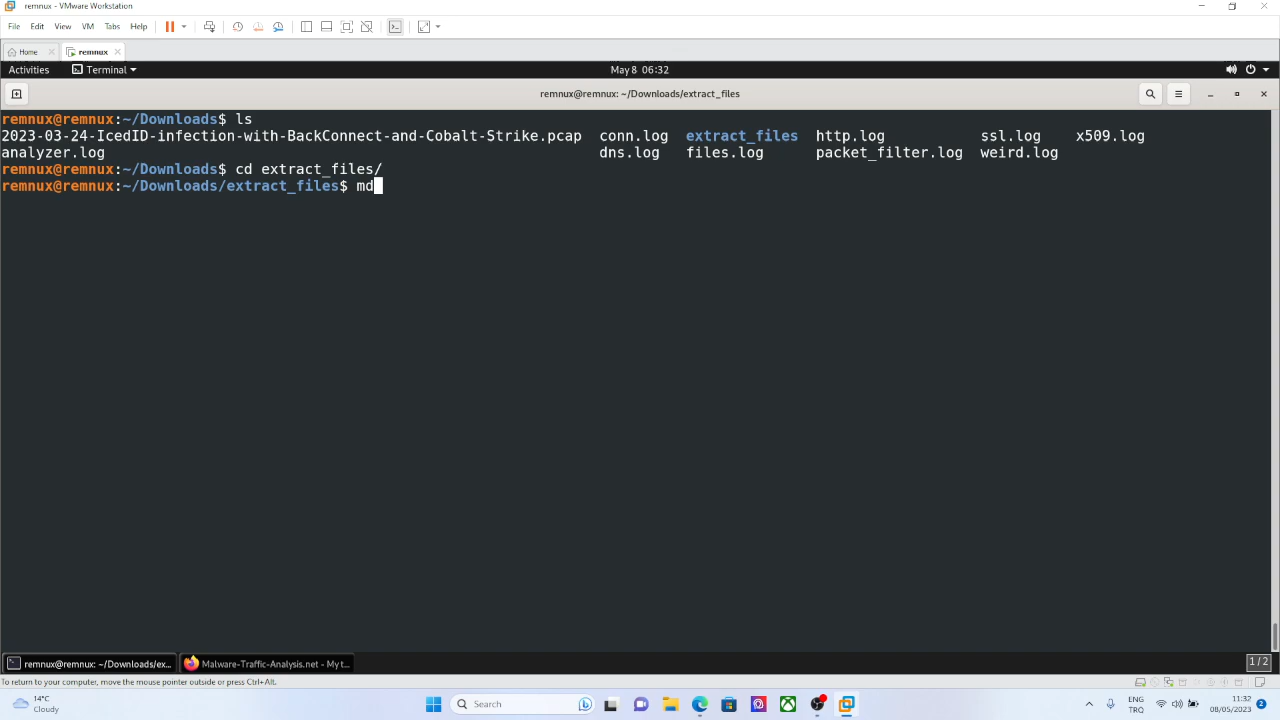 remnux - VMware Workstation
File Edit View VM Tabs Help
Home remnux
Activities Terminal May 8 06:32
remnux@remnux: ~/Downloads/extract_files
remnux@remnux:~/Downloads$ ls
2023-03-24-IcedID-infection-with-BackConnect-and-Cobalt-Strike.pcap conn.log extract_files http.log ssl.log x509.log
analyzer.log dns.log files.log packet_filter.log weird.log
remnux@remnux:~/Downloads$ cd extract_files/
remnux@remnux:~/Downloads/extract_files$ md
remnux@remnux: ~/Downloads/ex... Malware-Traffic-Analysis.net - My t... 1 / 2
To return to your computer, move the mouse pointer outside or press Ctrl+Alt.
14°C
Cloudy
Search
ENG
TRQ
11:32
08/05/2023
2